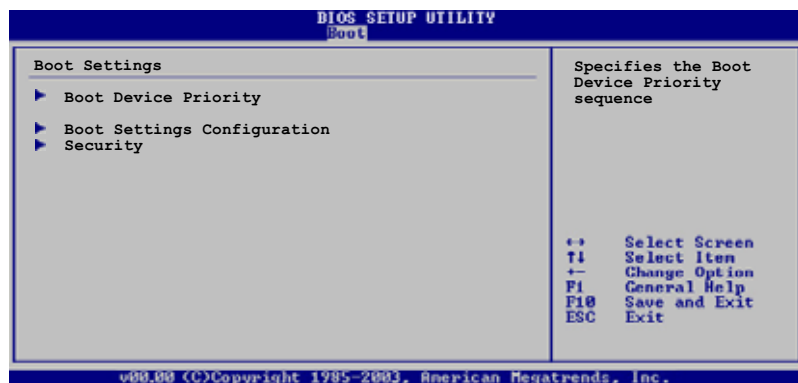 BIOS SETUP UTILITY
Boot
Boot Settings
Boot Device Priority
Boot Settings Configuration
Security
Specifies the Boot
Device Priority
sequence
↔ Select Screen
↑↓ Select Item
+- Change Option
F1 General Help
F10 Save and Exit
ESC Exit
v00.00 (C)Copyright 1985-2003, American Megatrends, Inc.